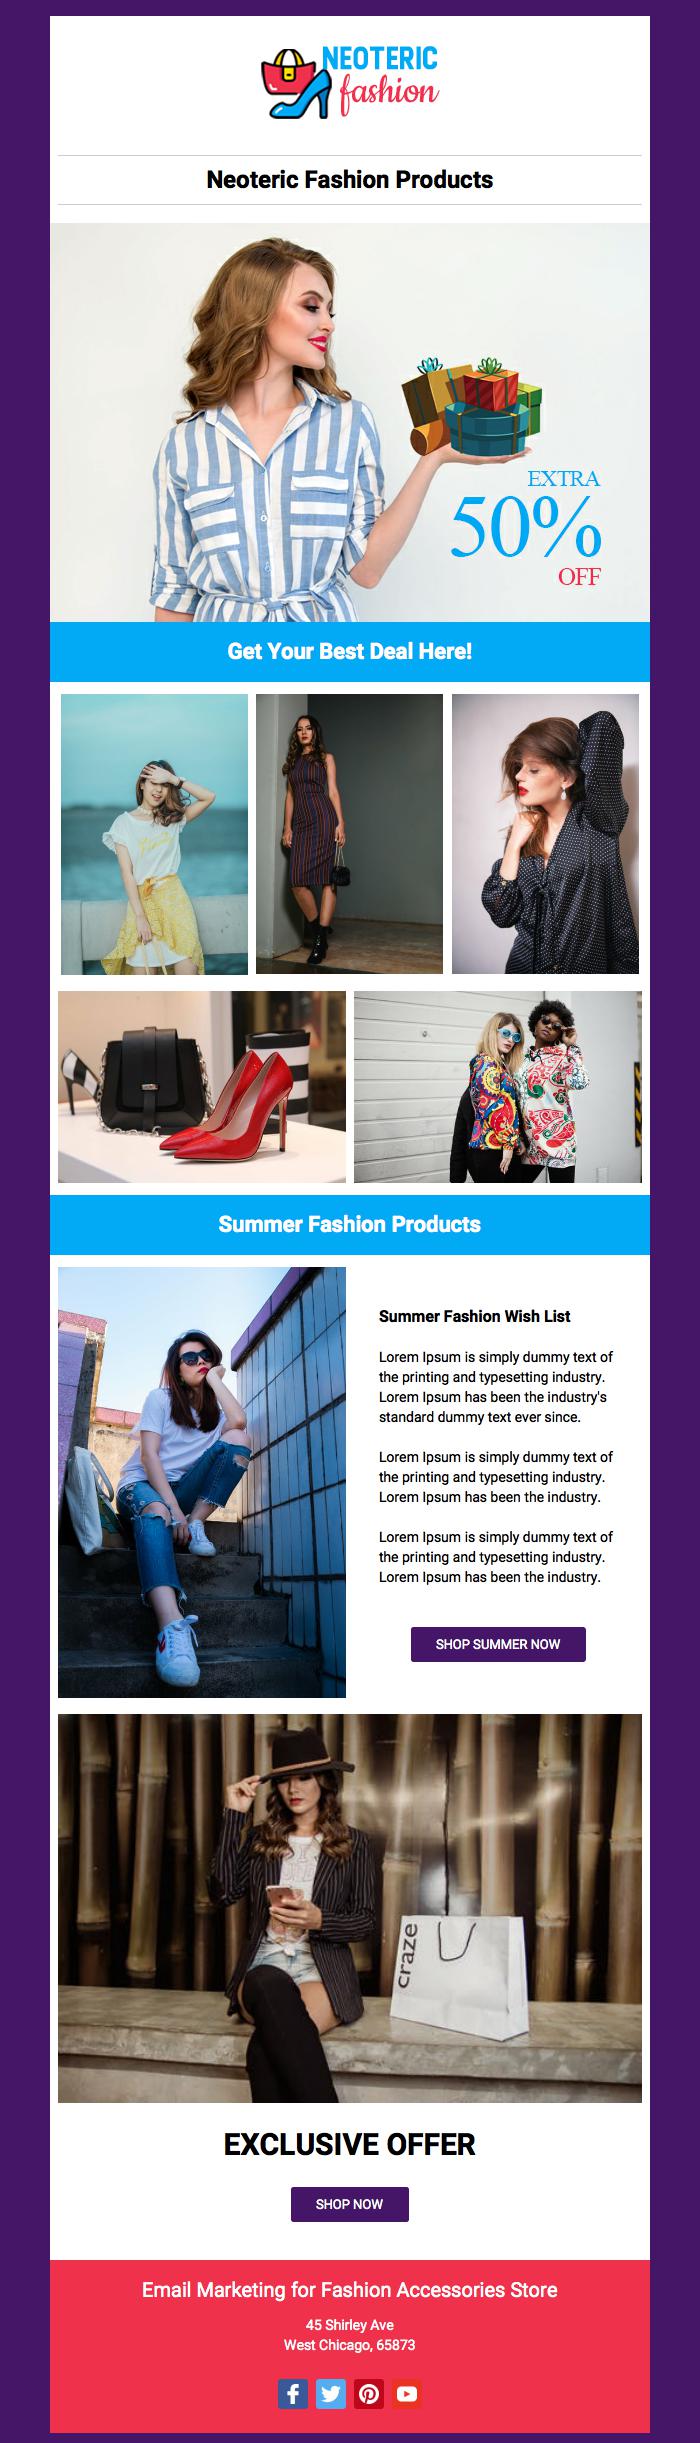 NEOTERIC
fashion
Neoteric Fashion Products
EXTRA
50%
OFF
Get Your Best Deal Here!
Summer Fashion Products
Summer Fashion Wish List
Lorem Ipsum is simply dummy text of
the printing and typesetting industry.
Lorem Ipsum has been the industry's
standard dummy text ever since.
Lorem Ipsum is simply dummy text of
the printing and typesetting industry.
Lorem Ipsum has been the industry.
Lorem Ipsum is simply dummy text of
the printing and typesetting industry.
Lorem Ipsum has been the industry.
SHOP SUMMER NOW
craze
EXCLUSIVE OFFER
SHOP NOW
Email Marketing for Fashion Accessories Store
45 Shirley Ave
West Chicago, 65873